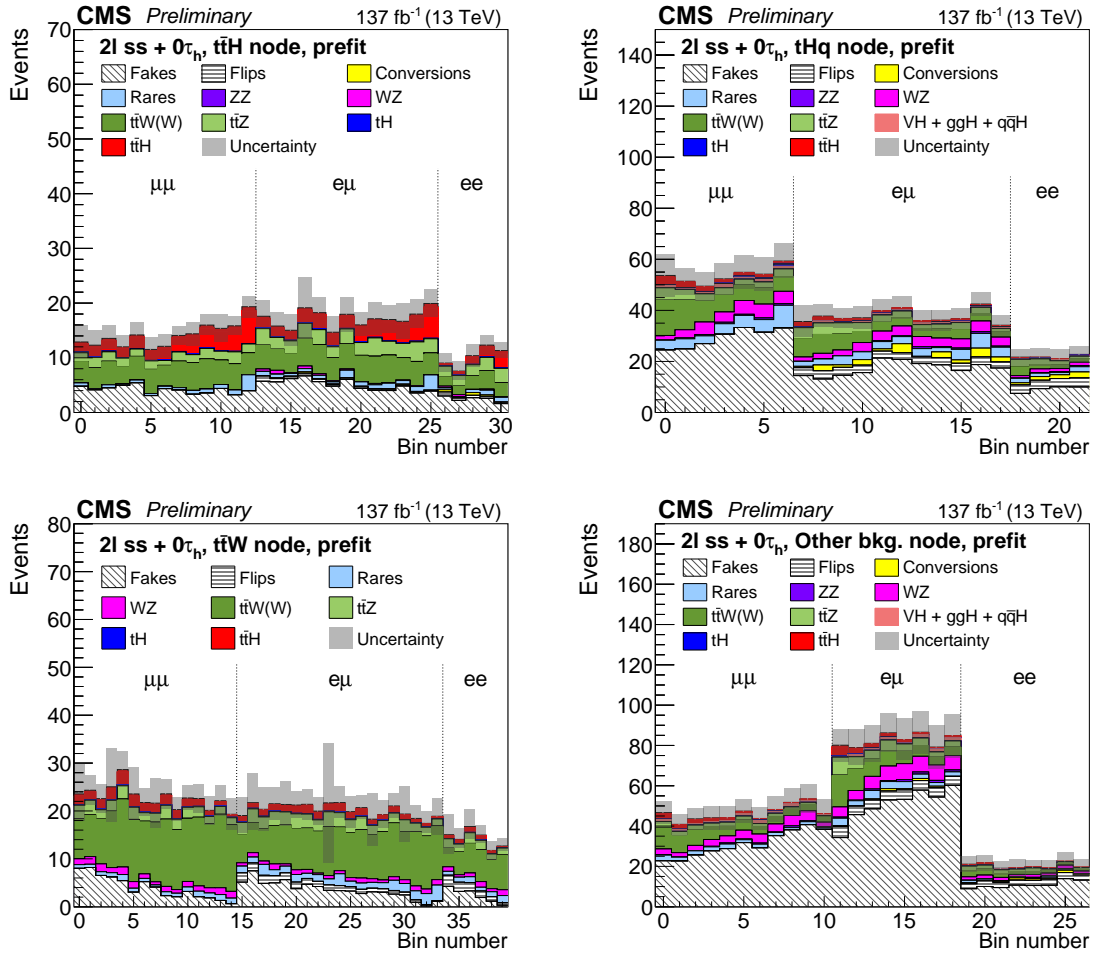 CMS Preliminary 137 fb⁻¹ (13 TeV)
Events
70
60
50
40
30
20
10
0
2l ss + 0τₕ, tt̄H node, prefit
Fakes Flips Conversions
Rares ZZ WZ
tt̄W(W) tt̄Z tH
tt̄H Uncertainty
μμ eμ ee
0 5 10 15 20 25 30
Bin number
CMS Preliminary 137 fb⁻¹ (13 TeV)
Events
140
120
100
80
60
40
20
0
2l ss + 0τₕ, tHq node, prefit
Fakes Flips Conversions
Rares ZZ WZ
tt̄W(W) tt̄Z VH + ggH + qq̄H
tH tt̄H Uncertainty
μμ eμ ee
0 5 10 15 20
Bin number
CMS Preliminary 137 fb⁻¹ (13 TeV)
Events
80
70
60
50
40
30
20
10
0
2l ss + 0τₕ, tt̄W node, prefit
Fakes Flips Rares
WZ tt̄W(W) tt̄Z
tH tt̄H Uncertainty
μμ eμ ee
0 5 10 15 20 25 30 35
Bin number
CMS Preliminary 137 fb⁻¹ (13 TeV)
Events
180
160
140
120
100
80
60
40
20
0
2l ss + 0τₕ, Other bkg. node, prefit
Fakes Flips Conversions
Rares ZZ WZ
tt̄W(W) tt̄Z VH + ggH + qq̄H
tH tt̄H Uncertainty
μμ eμ ee
0 5 10 15 20 25
Bin number